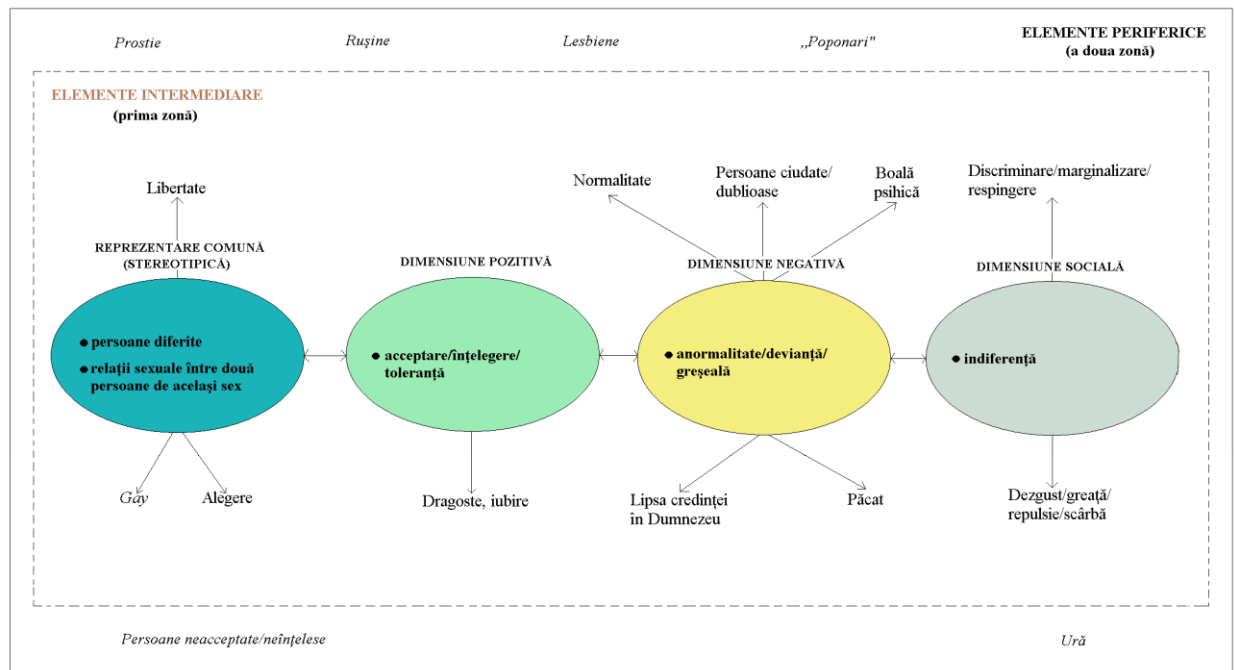 Prostie
Rușine
Lesbiene
,,Poponari"
ELEMENTE PERIFERICE
(a doua zonă)
ELEMENTE INTERMEDIARE
(prima zonă)
Libertate
Normalitate
Persoane ciudate/
dublioase
Boală
psihică
Discriminare/marginalizare/
respingere
REPREZENTARE COMUNĂ
(STEREOTIPICĂ)
DIMENSIUNE POZITIVĂ
DIMENSIUNE NEGATIVĂ
DIMENSIUNE SOCIALĂ
● persoane diferite
● relații sexuale între două
persoane de același sex
● acceptare/înțelegere/
toleranță
● anormalitate/devianță/
greșeală
● indiferență
Gay
Alegere
Dragoste, iubire
Lipsa credinței
în Dumnezeu
Păcat
Dezgust/greață/
repulsie/scârbă
Persoane neacceptate/neînțelese
Ură